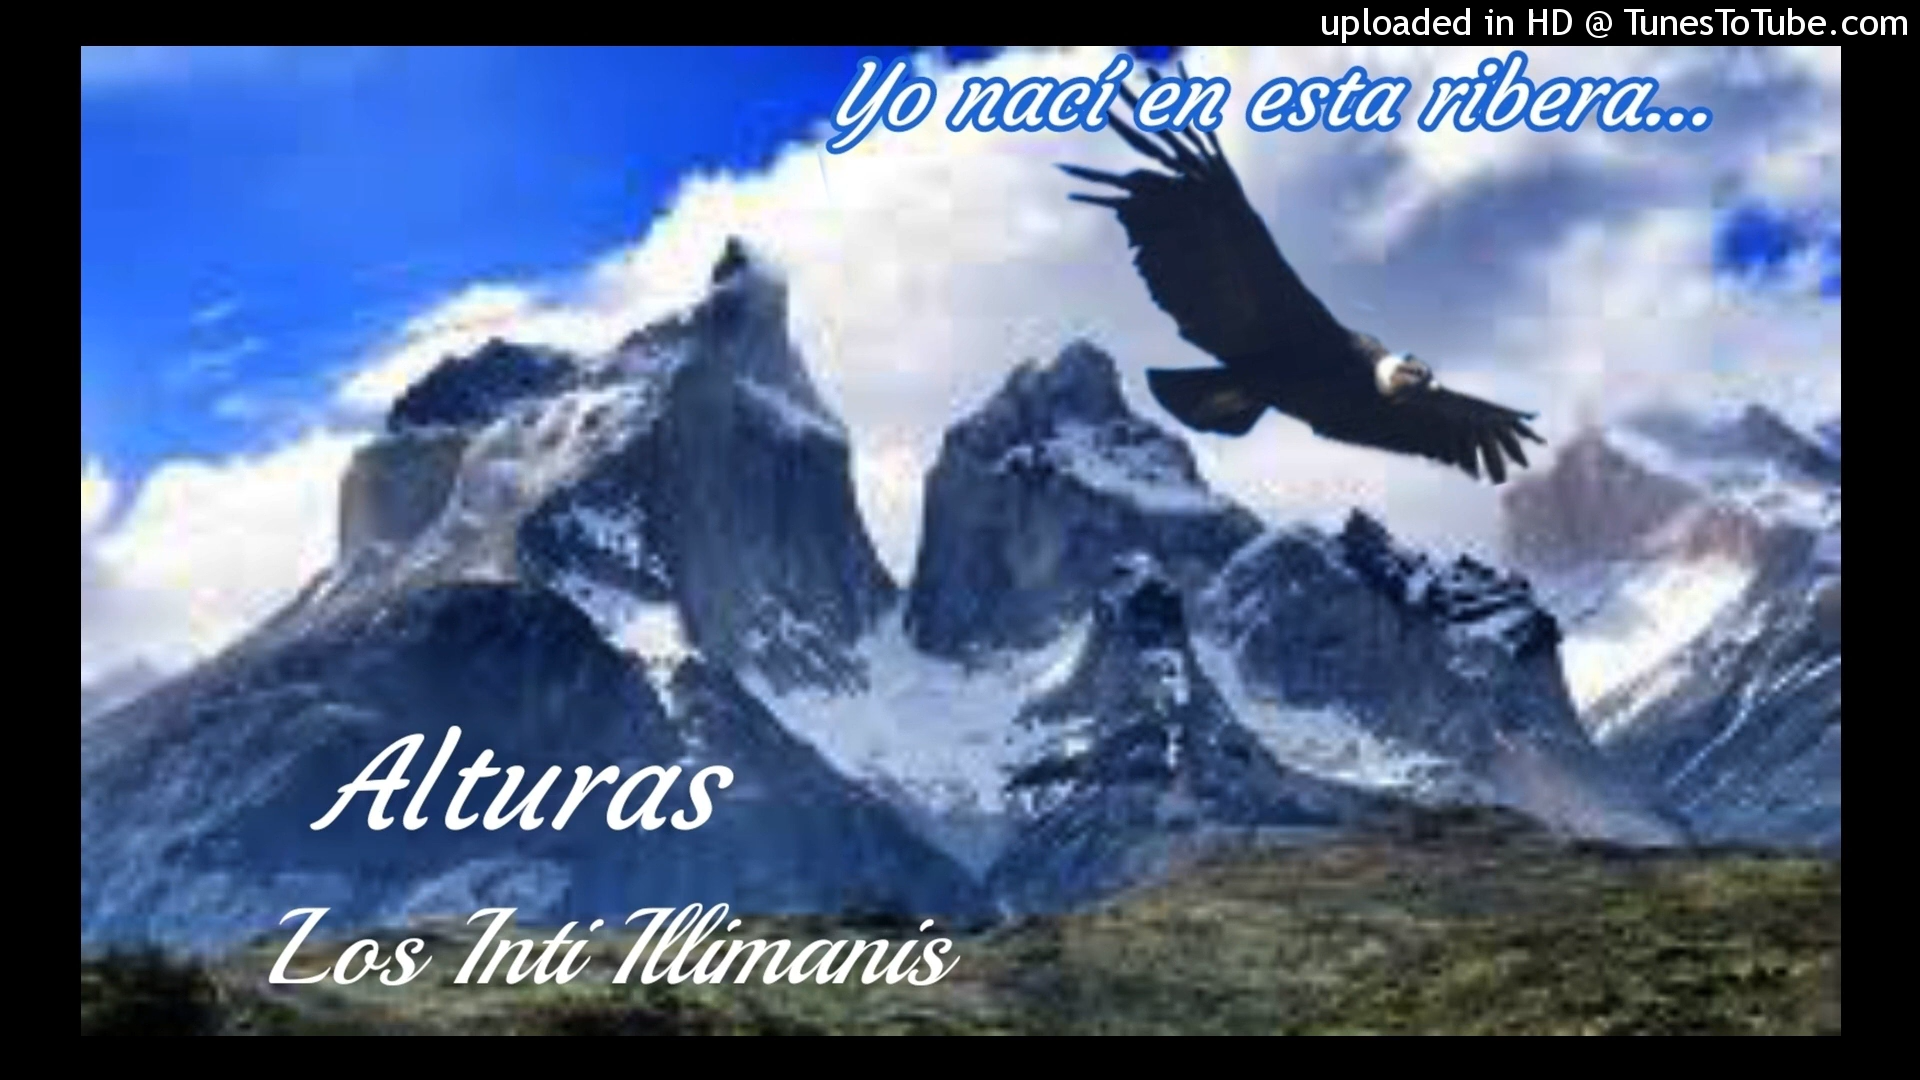 uploaded in HD @ TunesToTube.com
Yo nací en esta ribera...
Alturas
Los Inti Illimanis